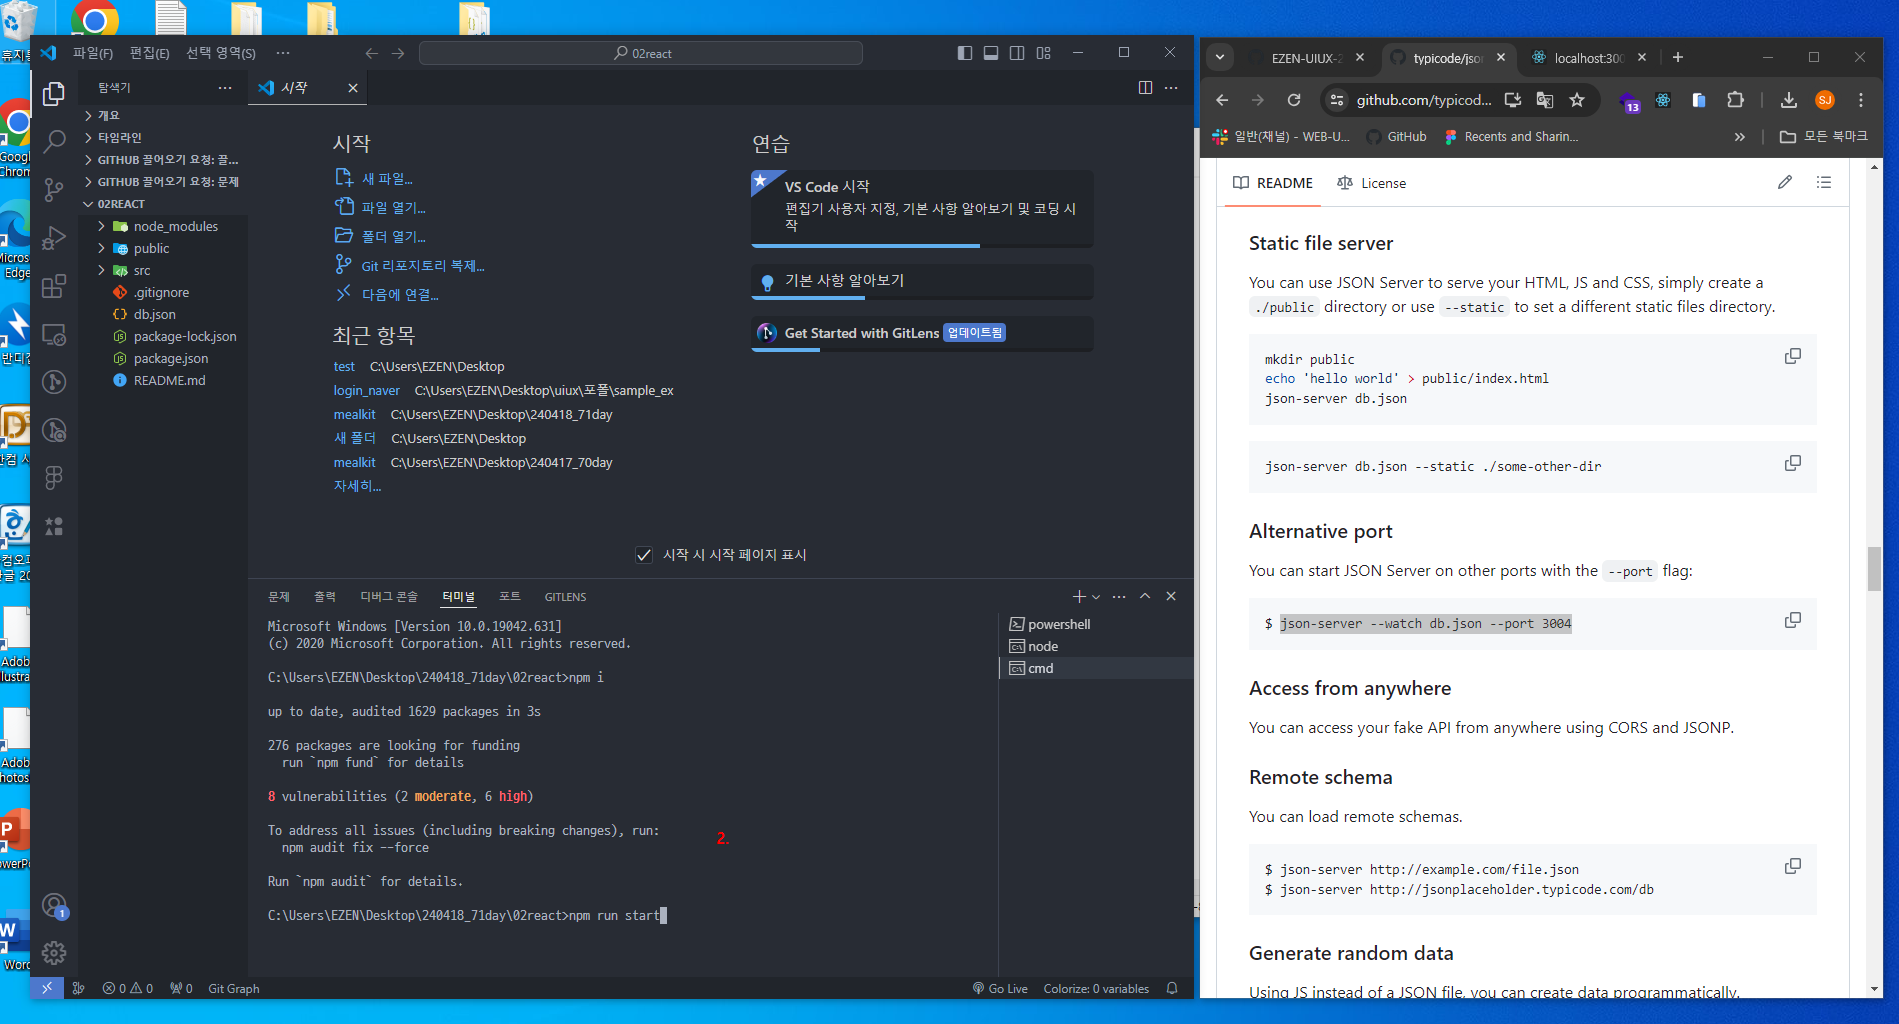 파일(F) 편집(E) 선택 영역(S) ··· 02react
탐색기 ···
개요
타임라인
GITHUB 끌어오기 요청: 끌...
GITHUB 끌어오기 요청: 문제
02REACT
node_modules
public
src
.gitignore
db.json
package-lock.json
package.json
README.md
시작
시작
새 파일...
파일 열기...
폴더 열기...
Git 리포지토리 복제...
다음에 연결...
최근 항목
test C:\Users\EZEN\Desktop
login_naver C:\Users\EZEN\Desktop\uiux\포폴\sample_ex
mealkit C:\Users\EZEN\Desktop\240418_71day
새 폴더 C:\Users\EZEN\Desktop
mealkit C:\Users\EZEN\Desktop\240417_70day
자세히...
연습
VS Code 시작
편집기 사용자 지정, 기본 사항 알아보기 및 코딩 시
작
기본 사항 알아보기
Get Started with GitLens 업데이트됨
시작 시 시작 페이지 표시
문제 출력 디버그 콘솔 터미널 포트 GITLENS
Microsoft Windows [Version 10.0.19042.631]
(c) 2020 Microsoft Corporation. All rights reserved.
C:\Users\EZEN\Desktop\240418_71day\02react>npm i
up to date, audited 1629 packages in 3s
276 packages are looking for funding
run `npm fund` for details
8 vulnerabilities (2 moderate, 6 high)
To address all issues (including breaking changes), run:
npm audit fix --force
2.
Run `npm audit` for details.
C:\Users\EZEN\Desktop\240418_71day\02react>npm run start
powershell
node
cmd
1
0 0 0 Git Graph Go Live Colorize: 0 variables
EZEN-UIUX-2 typicode/jso localhost:300
github.com/typicod... 13 SJ
일반(채널) - WEB-U... GitHub Recents and Sharin... » 모든 북마크
README License
Static file server
You can use JSON Server to serve your HTML, JS and CSS, simply create a
./public directory or use --static to set a different static files directory.
mkdir public
echo 'hello world' > public/index.html
json-server db.json
json-server db.json --static ./some-other-dir
Alternative port
You can start JSON Server on other ports with the --port flag:
$ json-server --watch db.json --port 3004
Access from anywhere
You can access your fake API from anywhere using CORS and JSONP.
Remote schema
You can load remote schemas.
$ json-server http://example.com/file.json
$ json-server http://jsonplaceholder.typicode.com/db
Generate random data
Using JS instead of a JSON file, you can create data programmatically.
Word